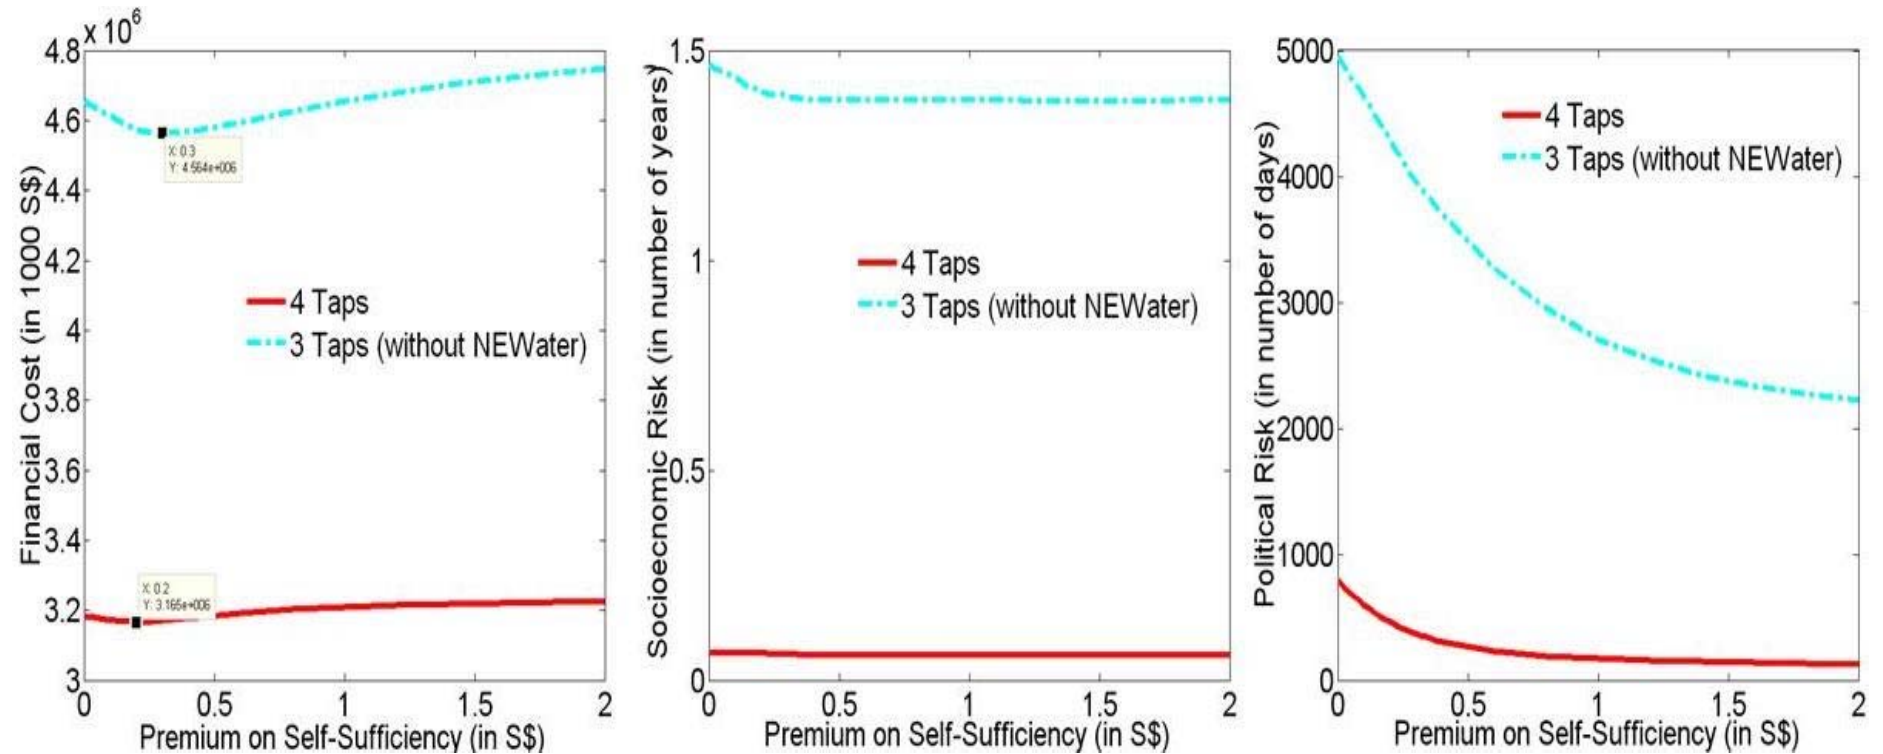 x 10^6
4.8
4.6
4.4
4.2
4
3.8
3.6
3.4
3.2
3
Financial Cost (in 1000 S$)
X: 0.3
Y: 4.564e+006
4 Taps
3 Taps (without NEWater)
X: 0.2
Y: 3.165e+006
0 0.5 1 1.5 2
Premium on Self-Sufficiency (in S$)
1.5
1
0.5
0
Socioecnomic Risk (in number of years)
4 Taps
3 Taps (without NEWater)
0 0.5 1 1.5 2
Premium on Self-Sufficiency (in S$)
5000
4000
3000
2000
1000
0
Political Risk (in number of days)
4 Taps
3 Taps (without NEWater)
0 0.5 1 1.5 2
Premium on Self-Sufficiency (in S$)